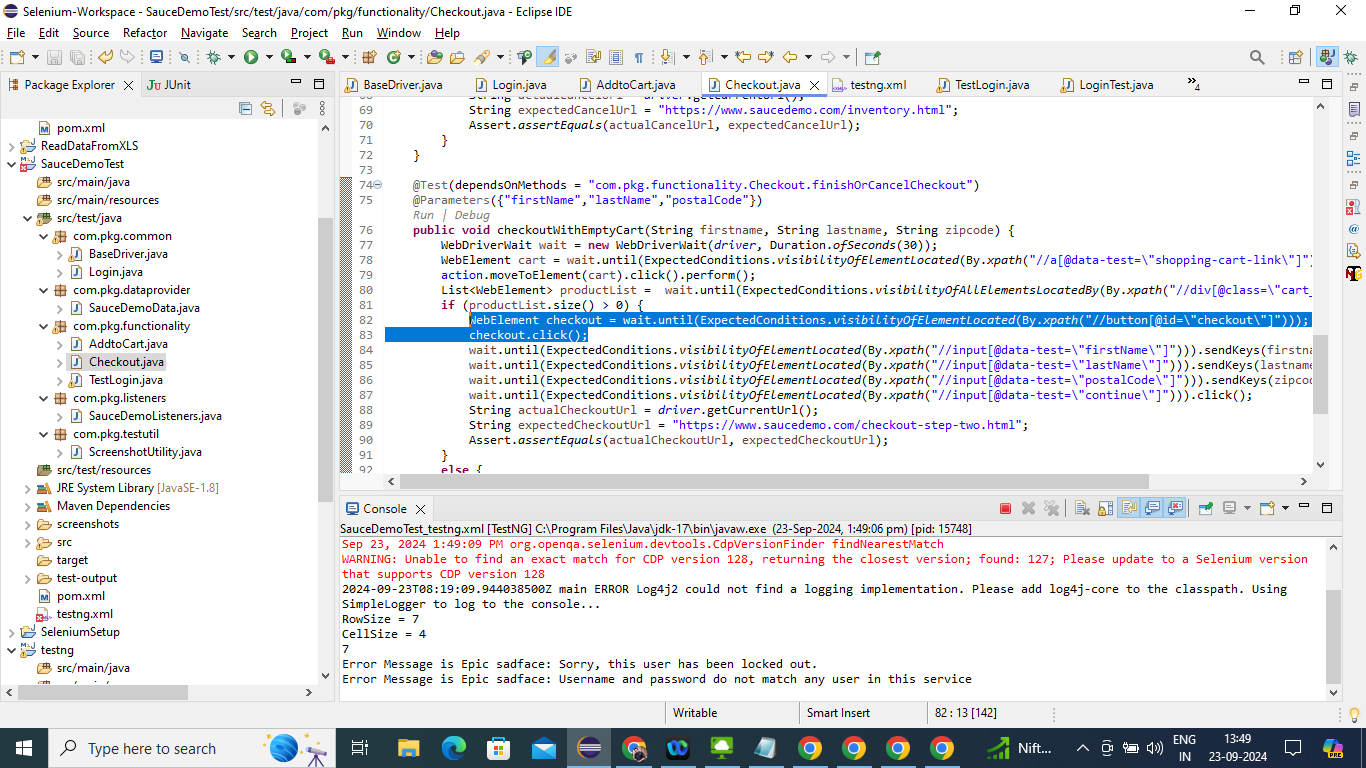 Selenium-Workspace - SauceDemoTest/src/test/java/com/pkg/functionality/Checkout.java - Eclipse IDE
File Edit Source Refactor Navigate Search Project Run Window Help
Package Explorer JUnit
BaseDriver.java Login.java AddtoCart.java Checkout.java testng.xml TestLogin.java LoginTest.java »4
pom.xml
ReadDataFromXLS
SauceDemoTest
src/main/java
src/main/resources
src/test/java
com.pkg.common
BaseDriver.java
Login.java
com.pkg.dataprovider
SauceDemoData.java
com.pkg.functionality
AddtoCart.java
Checkout.java
TestLogin.java
com.pkg.listeners
SauceDemoListeners.java
com.pkg.testutil
ScreenshotUtility.java
src/test/resources
JRE System Library [JavaSE-1.8]
Maven Dependencies
screenshots
src
target
test-output
pom.xml
testng.xml
SeleniumSetup
testng
src/main/java
String actualCancelUrl = driver.getCurrentUrl();
69 String expectedCancelUrl = "https://www.saucedemo.com/inventory.html";
70 Assert.assertEquals(actualCancelUrl, expectedCancelUrl);
71 }
72 }
73
74 @Test(dependsOnMethods = "com.pkg.functionality.Checkout.finishOrCancelCheckout")
75 @Parameters({"firstName","lastName","postalCode"})
Run | Debug
76 public void checkoutWithEmptyCart(String firstname, String lastname, String zipcode) {
77 WebDriverWait wait = new WebDriverWait(driver, Duration.ofSeconds(30));
78 WebElement cart = wait.until(ExpectedConditions.visibilityOfElementLocated(By.xpath("//a[@data-test=\"shopping-cart-link\"]")
79 action.moveToElement(cart).click().perform();
80 List<WebElement> productList = wait.until(ExpectedConditions.visibilityOfAllElementsLocatedBy(By.xpath("//div[@class=\"cart_
81 if (productList.size() > 0) {
82 WebElement checkout = wait.until(ExpectedConditions.visibilityOfElementLocated(By.xpath("//button[@id=\"checkout\"]")));
83 checkout.click();
84 wait.until(ExpectedConditions.visibilityOfElementLocated(By.xpath("//input[@data-test=\"firstName\"]"))).sendKeys(firstna
85 wait.until(ExpectedConditions.visibilityOfElementLocated(By.xpath("//input[@data-test=\"lastName\"]"))).sendKeys(lastname
86 wait.until(ExpectedConditions.visibilityOfElementLocated(By.xpath("//input[@data-test=\"postalCode\"]"))).sendKeys(zipcod
87 wait.until(ExpectedConditions.visibilityOfElementLocated(By.xpath("//input[@data-test=\"continue\"]"))).click();
88 String actualCheckoutUrl = driver.getCurrentUrl();
89 String expectedCheckoutUrl = "https://www.saucedemo.com/checkout-step-two.html";
90 Assert.assertEquals(actualCheckoutUrl, expectedCheckoutUrl);
91 }
92 else {
Console
SauceDemoTest_testng.xml [TestNG] C:\Program Files\Java\jdk-17\bin\javaw.exe (23-Sep-2024, 1:49:06 pm) [pid: 15748]
Sep 23, 2024 1:49:09 PM org.openqa.selenium.devtools.CdpVersionFinder findNearestMatch
WARNING: Unable to find an exact match for CDP version 128, returning the closest version; found: 127; Please update to a Selenium version
that supports CDP version 128
2024-09-23T08:19:09.944038500Z main ERROR Log4j2 could not find a logging implementation. Please add log4j-core to the classpath. Using
SimpleLogger to log to the console...
RowSize = 7
CellSize = 4
7
Error Message is Epic sadface: Sorry, this user has been locked out.
Error Message is Epic sadface: Username and password do not match any user in this service
Writable Smart Insert 82 : 13 [142]
Type here to search
Nift...
ENG
IN
13:49
23-09-2024